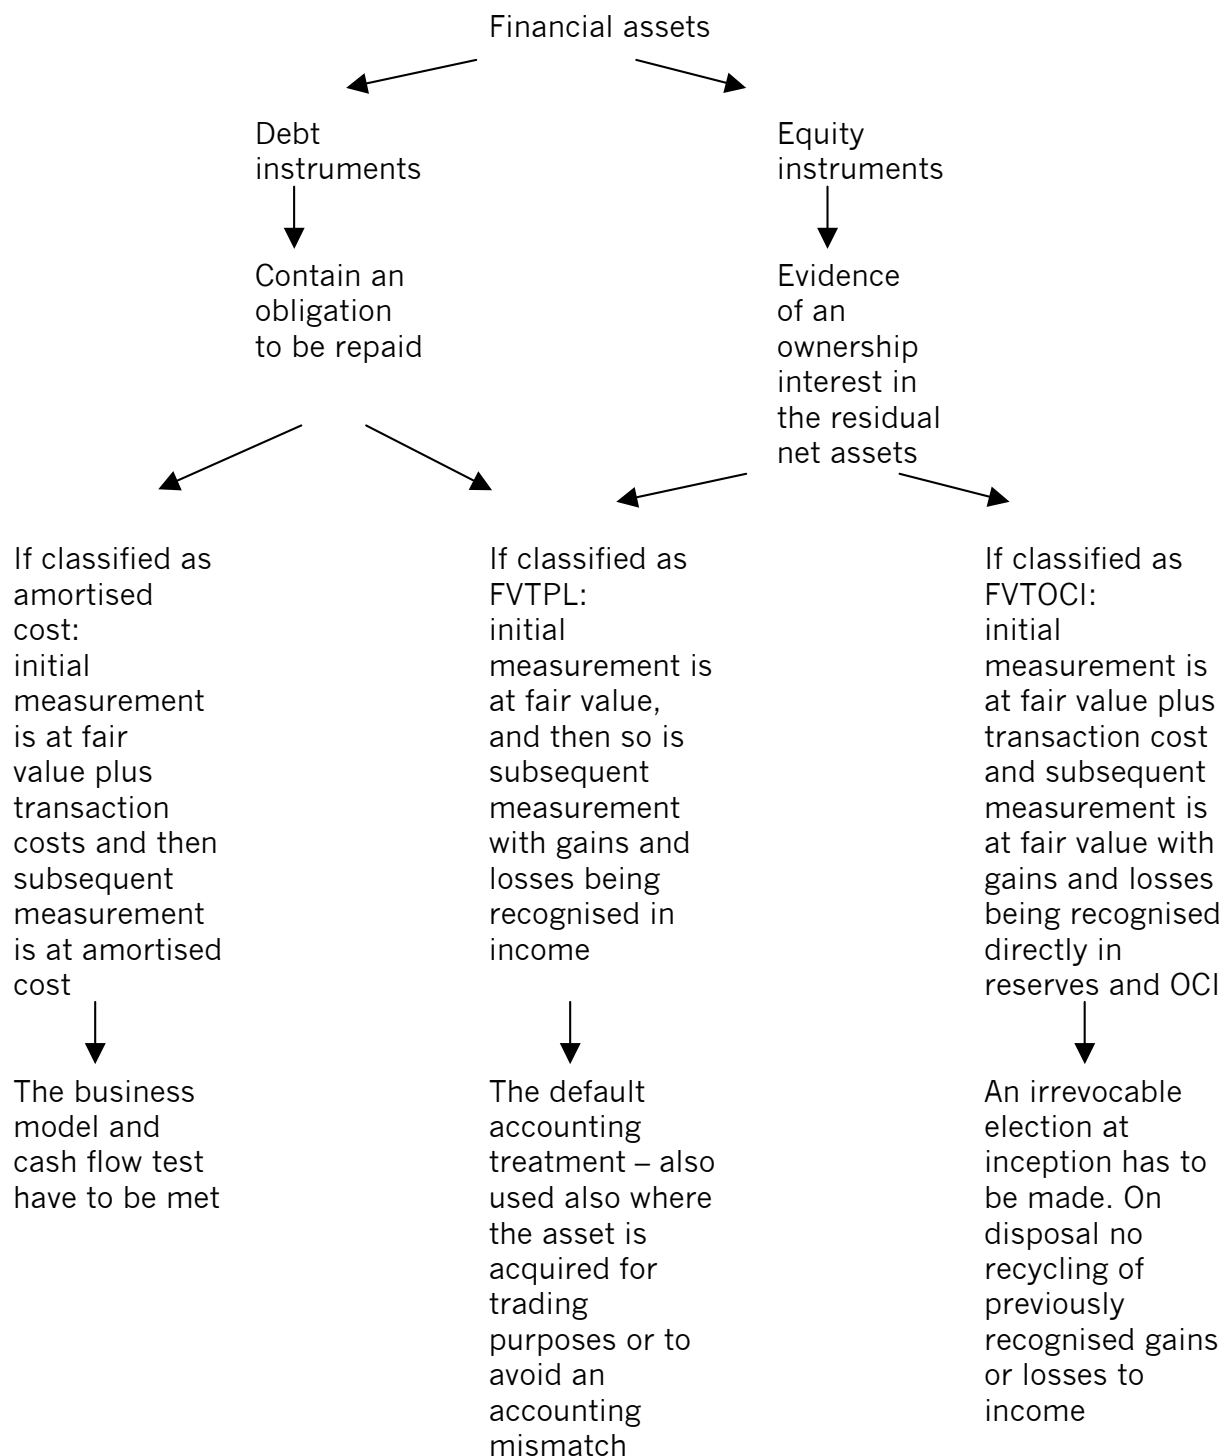 Financial assets
Debt
instruments
Equity
instruments
Contain an
obligation
to be repaid
Evidence
of an
ownership
interest in
the residual
net assets
If classified as
amortised
cost:
initial
measurement
is at fair
value plus
transaction
costs and then
subsequent
measurement
is at amortised
cost
If classified as
FVTPL:
initial
measurement is
at fair value,
and then so is
subsequent
measurement
with gains and
losses being
recognised in
income
If classified as
FVTOCI:
initial
measurement is
at fair value plus
transaction cost
and subsequent
measurement is
at fair value with
gains and losses
being recognised
directly in
reserves and OCI
The business
model and
cash flow test
have to be met
The default
accounting
treatment – also
used also where
the asset is
acquired for
trading
purposes or to
avoid an
accounting
mismatch
An irrevocable
election at
inception has to
be made. On
disposal no
recycling of
previously
recognised gains
or losses to
income